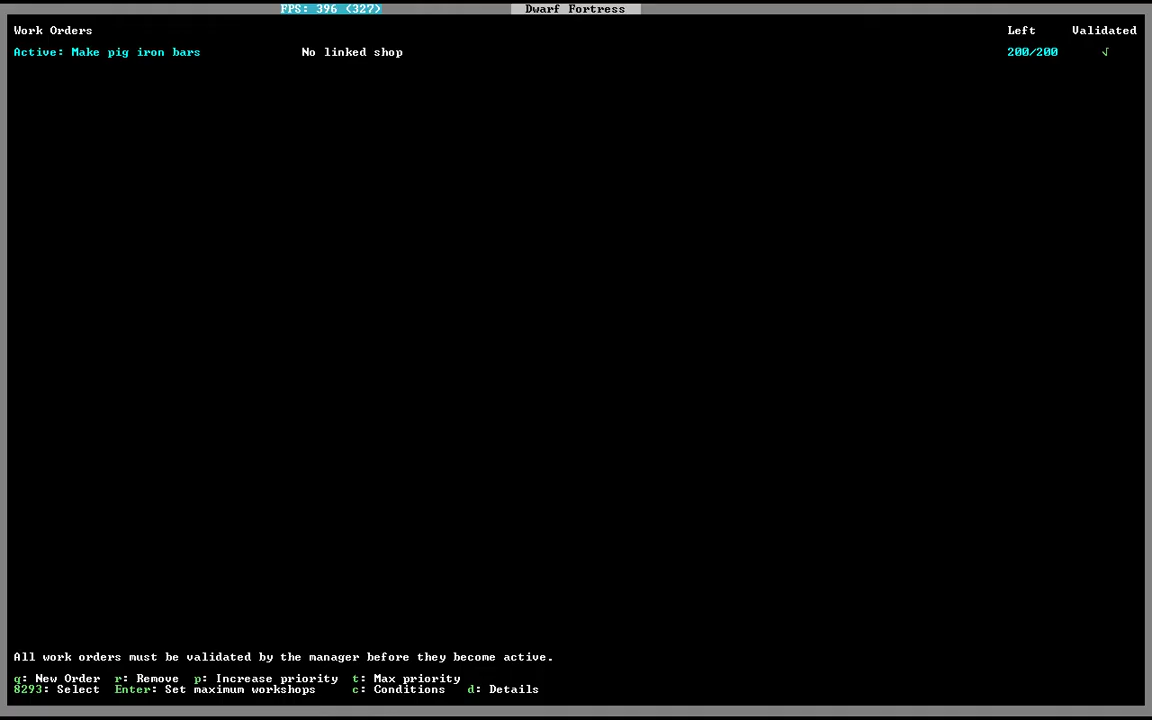 FPS: 396 (327) Dwarf Fortress
Work Orders Left Validated
Active: Make pig iron bars No linked shop 200/200 √
All work orders must be validated by the manager before they become active.
q: New Order r: Remove p: Increase priority t: Max priority
8293: Select Enter: Set maximum workshops c: Conditions d: Details